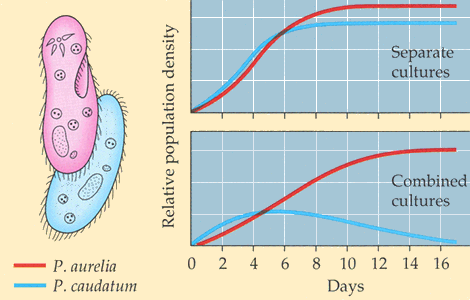 Relative population density
Separate
cultures
Combined
cultures
0 2 4 6 8 10 12 14 16
Days
P. aurelia
P. caudatum